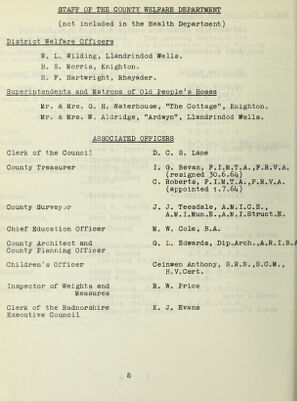 STAFF OF THE COUNTY WELFARE DEPARTMENT
(not included in the Health Department)
District Welfare Officers
W. L. Wilding, Llandrindod Wells.
H. E. Morris, Knighton.
H. F. Hartwright, Rhayader.
Superintendents and Matrons of Old People's Homes
Mr. & Mrs. G. H. Waterhouse, "The Cottage", Knighton.
Mr. & Mrs. W. Aldridge, "Ardwyn", Llandrindod Wells.
ASSOCIATED OFFICERS
Clerk of the Council D. C. S. Lane
County Treasurer I. G. Bevan, F.I.M.T.A.,F.R.V.A.
(resigned 30.6.64)
C. Roberts, F.I.M.T.A.,F.R.V.A.
(appointed 1.7.64)
County Surveyor J. J. Teesdale, A.M.I.C.E.,
A.M.I.Mun.E.,A.M.I.Struct.E.
Chief Education Officer M. W. Cole, B.A.
County Architect and G. L. Edwards, Dip.Arch.,A.R.I.B.A
County Planning Officer
Children's Officer Ceinwen Anthony, S.R.N.,S.C.M.,
H.V.Cert.
Inspector of Weights and R. W. Price
Measures
Clerk of the Radnorshire E. J. Evans
Executive Council
6